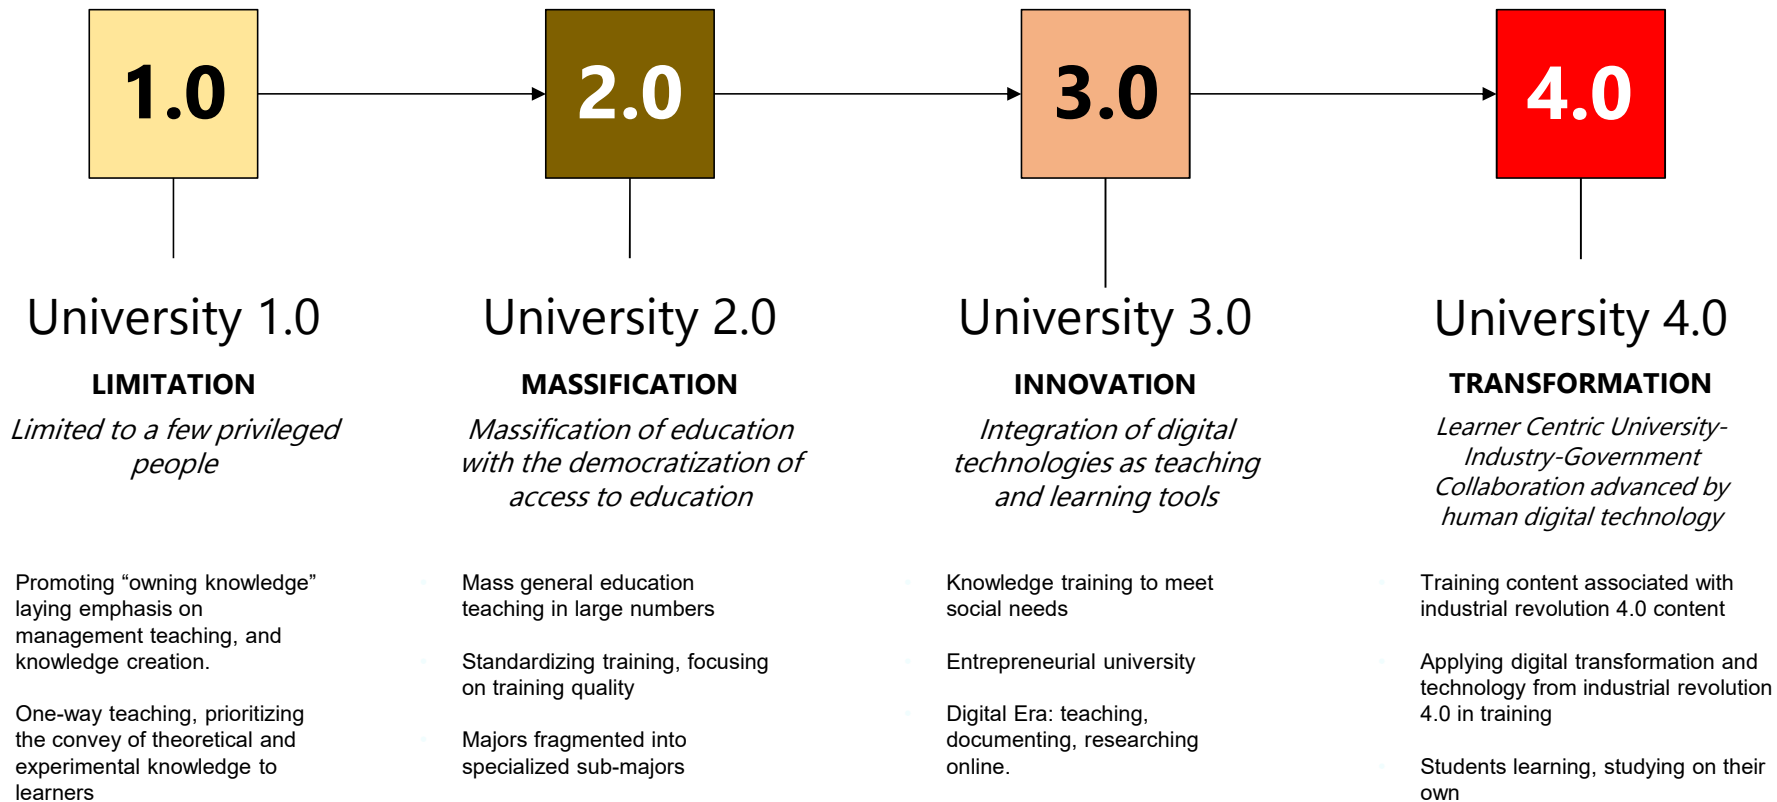 1.0
2.0
3.0
4.0
University 1.0
LIMITATION
Limited to a few privileged
people
Promoting “owning knowledge”
laying emphasis on
management teaching, and
knowledge creation.
One-way teaching, prioritizing
the convey of theoretical and
experimental knowledge to
learners
University 2.0
MASSIFICATION
Massification of education
with the democratization of
access to education
Mass general education
teaching in large numbers
Standardizing training, focusing
on training quality
Majors fragmented into
specialized sub-majors
University 3.0
INNOVATION
Integration of digital
technologies as teaching
and learning tools
Knowledge training to meet
social needs
Entrepreneurial university
Digital Era: teaching,
documenting, researching
online.
University 4.0
TRANSFORMATION
Learner Centric University-
Industry-Government
Collaboration advanced by
human digital technology
Training content associated with
industrial revolution 4.0 content
Applying digital transformation and
technology from industrial revolution
4.0 in training
Students learning, studying on their
own